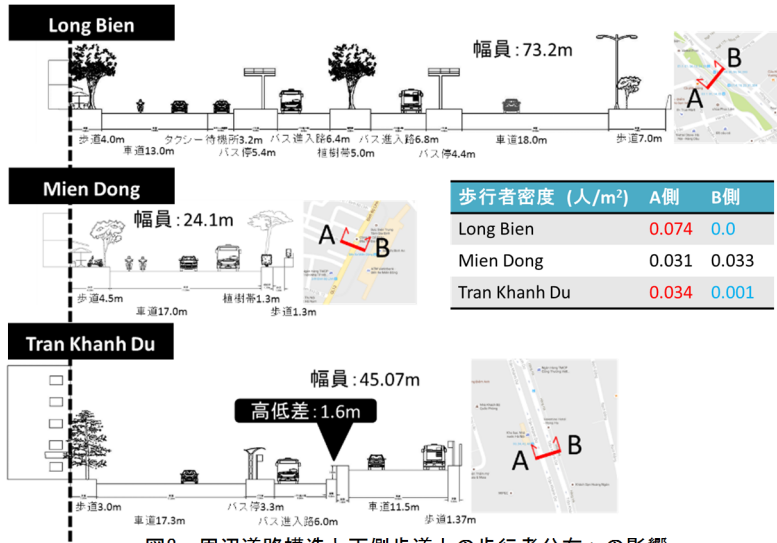 Long Bien
幅員：73.2m
B
A
歩道4.0m
車道13.0m
タクシー待機所3.2m
バス停5.4m
バス進入路6.4m
植樹帯5.0m
バス進入路6.8m
バス停4.4m
車道18.0m
歩道7.0m
Mien Dong
幅員：24.1m
A
B
歩道4.5m
車道17.0m
植樹帯1.3m
歩道1.3m
歩行者密度 (人/m²) A側 B側
Long Bien 0.074 0.0
Mien Dong 0.031 0.033
Tran Khanh Du 0.034 0.001
Tran Khanh Du
幅員：45.07m
高低差：1.6m
A
B
歩道3.0m
車道17.3m
バス停3.3m
バス進入路6.0m
車道11.5m
歩道1.37m